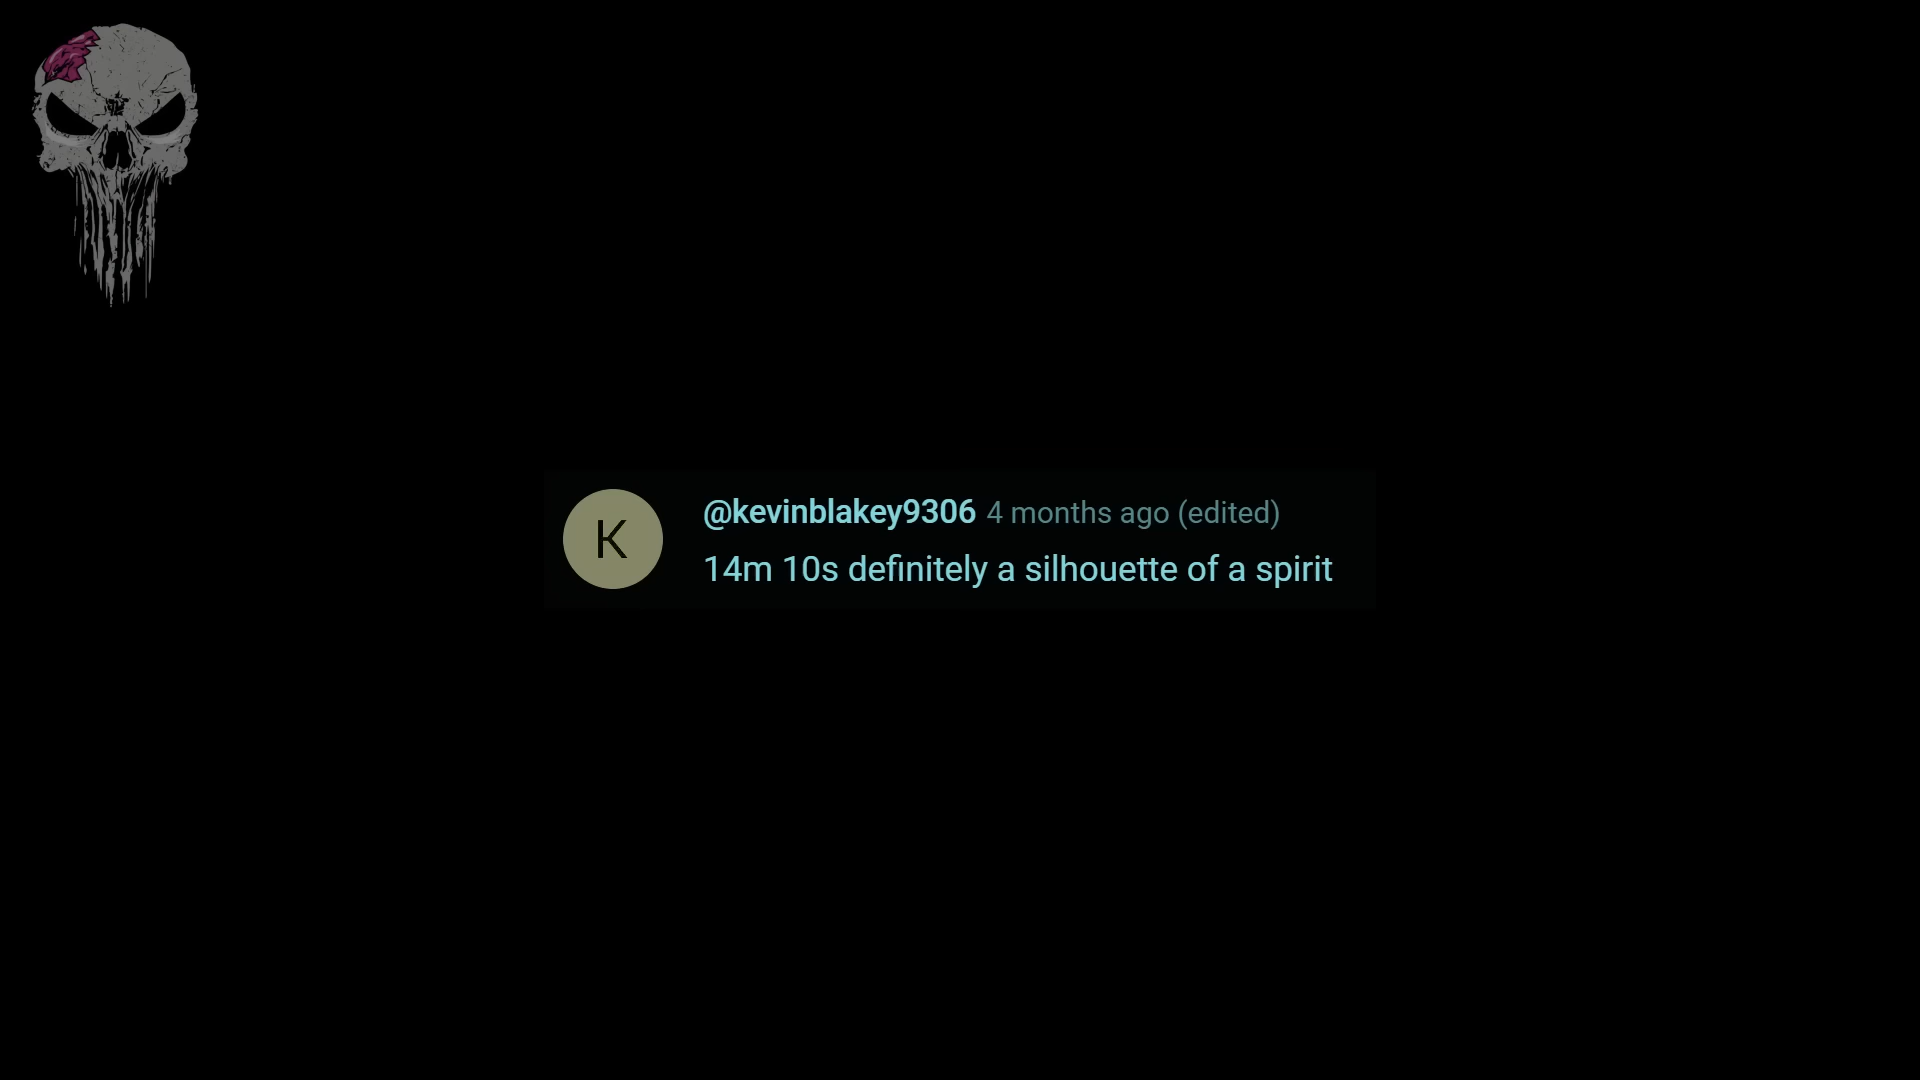 K
@kevinblakey9306 4 months ago (edited)
14m 10s definitely a silhouette of a spirit